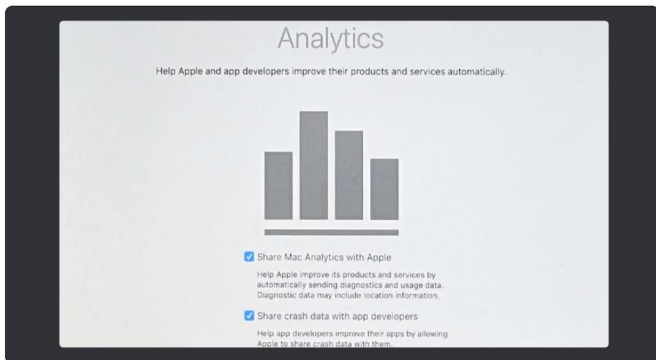 Analytics
Help Apple and app developers improve their products and services automatically.
Share Mac Analytics with Apple
Help Apple improve its products and services by
automatically sending diagnostics and usage data.
Diagnostic data may include location information.
Share crash data with app developers
Help app developers improve their apps by allowing
Apple to share crash data with them.